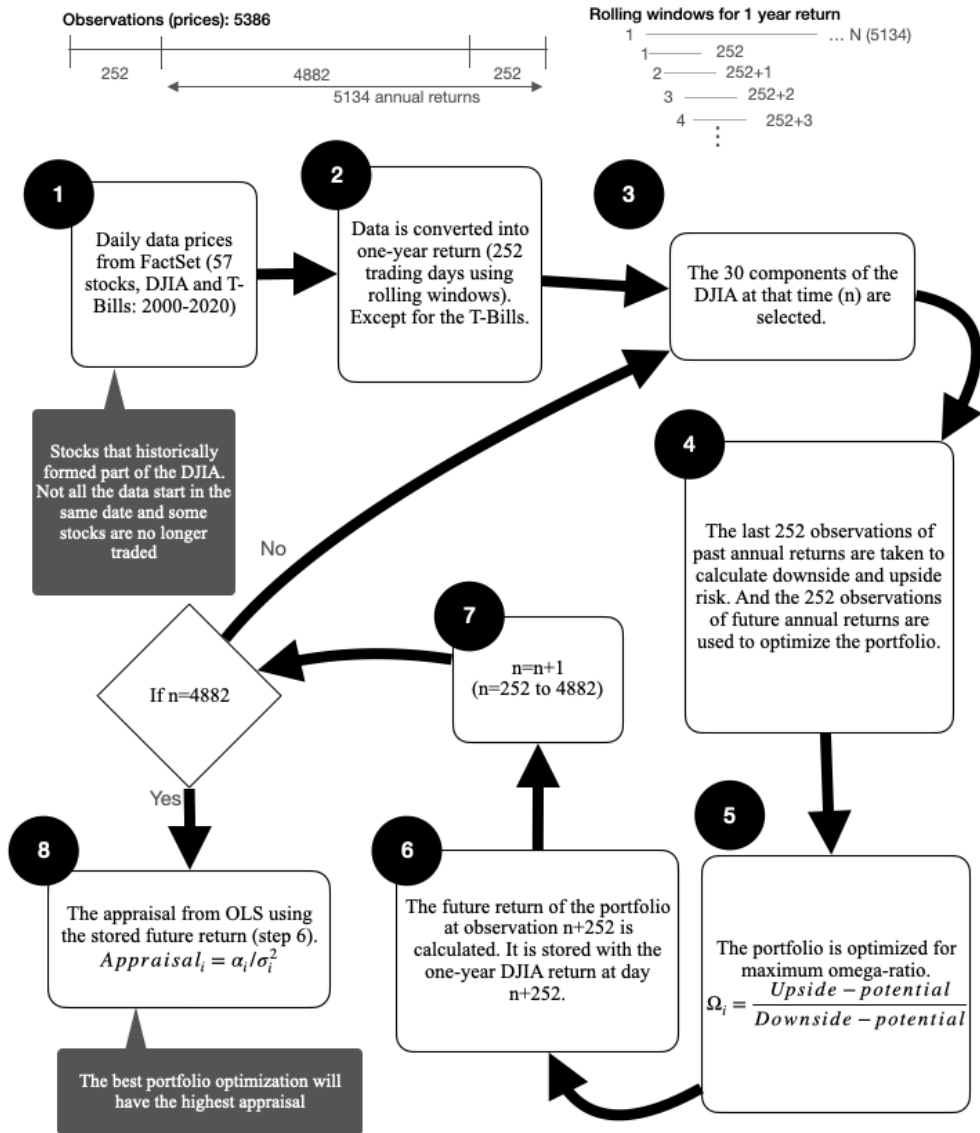 Observations (prices): 5386
252
4882
252
5134 annual returns
Rolling windows for 1 year return
1
... N (5134)
1
252
2
252+1
3
252+2
4
252+3
1
Daily data prices
from FactSet (57
stocks, DJIA and T-
Bills: 2000-2020)
2
Data is converted into
one-year return (252
trading days using
rolling windows).
Except for the T-Bills.
3
The 30 components of the
DJIA at that time (n) are
selected.
Stocks that historically
formed part of the DJIA.
Not all the data start in the
same date and some
stocks are no longer
traded
4
The last 252 observations of
past annual returns are taken to
calculate downside and upside
risk. And the 252 observations
of future annual returns are
used to optimize the portfolio.
No
7
n=n+1
(n=252 to 4882)
If n=4882
Yes
5
The portfolio is optimized for
maximum omega-ratio.
Ωᵢ = Upside − potential / Downside − potential
6
The future return of the portfolio
at observation n+252 is
calculated. It is stored with the
one-year DJIA return at day
n+252.
8
The appraisal from OLS using
the stored future return (step 6).
Appraisalᵢ = αᵢ/σᵢ²
The best portfolio optimization will
have the highest appraisal